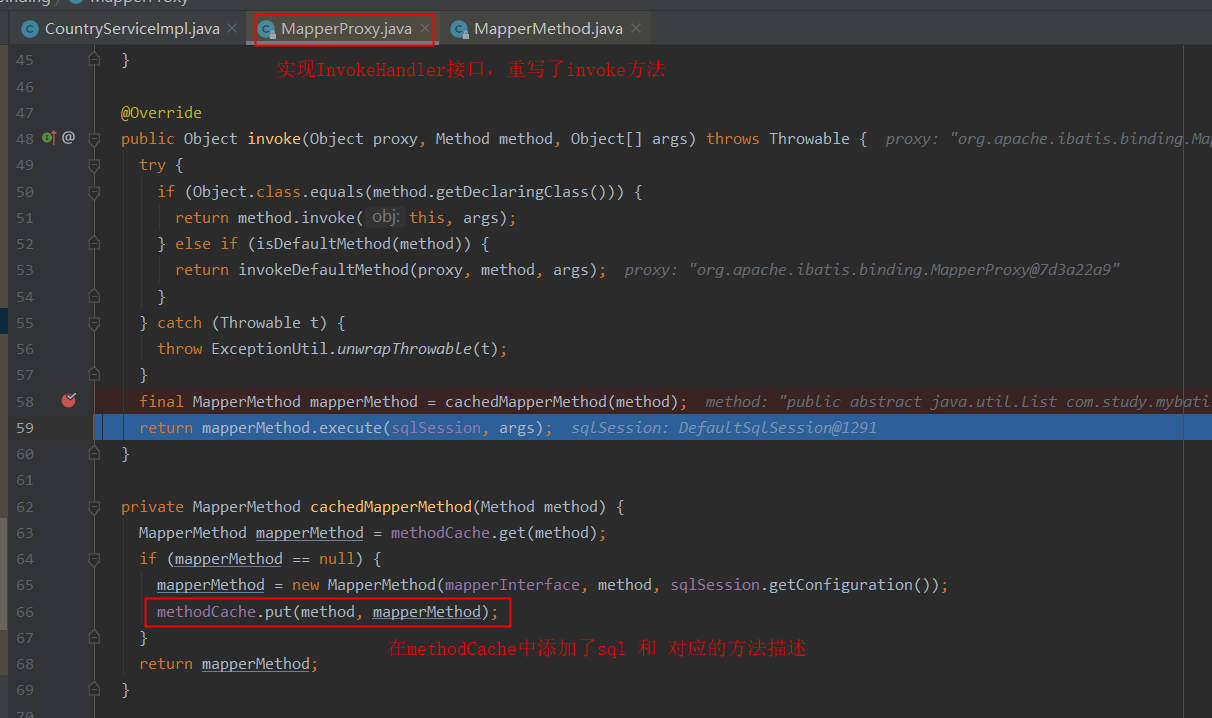 CountryServiceImpl.java MapperProxy.java MapperMethod.java
45 }
实现InvokeHandler接口，重写了invoke方法
46
47 @Override
48 @ public Object invoke(Object proxy, Method method, Object[] args) throws Throwable { proxy: "org.apache.ibatis.binding.Map
49 try {
50 if (Object.class.equals(method.getDeclaringClass())) {
51 return method.invoke( obj: this, args);
52 } else if (isDefaultMethod(method)) {
53 return invokeDefaultMethod(proxy, method, args); proxy: "org.apache.ibatis.binding.MapperProxy@7d3a22a9"
54 }
55 } catch (Throwable t) {
56 throw ExceptionUtil.unwrapThrowable(t);
57 }
58 final MapperMethod mapperMethod = cachedMapperMethod(method); method: "public abstract java.util.List com.study.mybati
59 return mapperMethod.execute(sqlSession, args); sqlSession: DefaultSqlSession@1291
60 }
61
62 private MapperMethod cachedMapperMethod(Method method) {
63 MapperMethod mapperMethod = methodCache.get(method);
64 if (mapperMethod == null) {
65 mapperMethod = new MapperMethod(mapperInterface, method, sqlSession.getConfiguration());
66 methodCache.put(method, mapperMethod);
67 }
在methodCache中添加了sql 和 对应的方法描述
68 return mapperMethod;
69 }
70